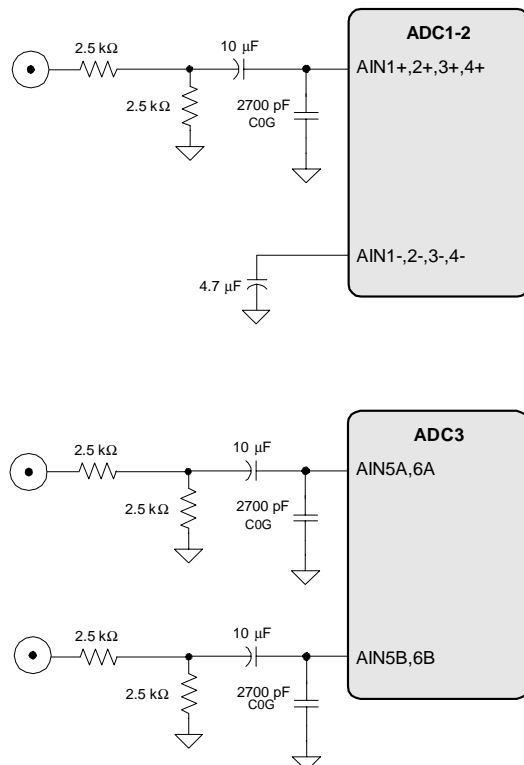 ADC1-2
2.5 kΩ
10 µF
AIN1+,2+,3+,4+
2.5 kΩ
2700 pF
C0G
AIN1-,2-,3-,4-
4.7 µF
ADC3
2.5 kΩ
10 µF
AIN5A,6A
2.5 kΩ
2700 pF
C0G
2.5 kΩ
10 µF
AIN5B,6B
2.5 kΩ
2700 pF
C0G